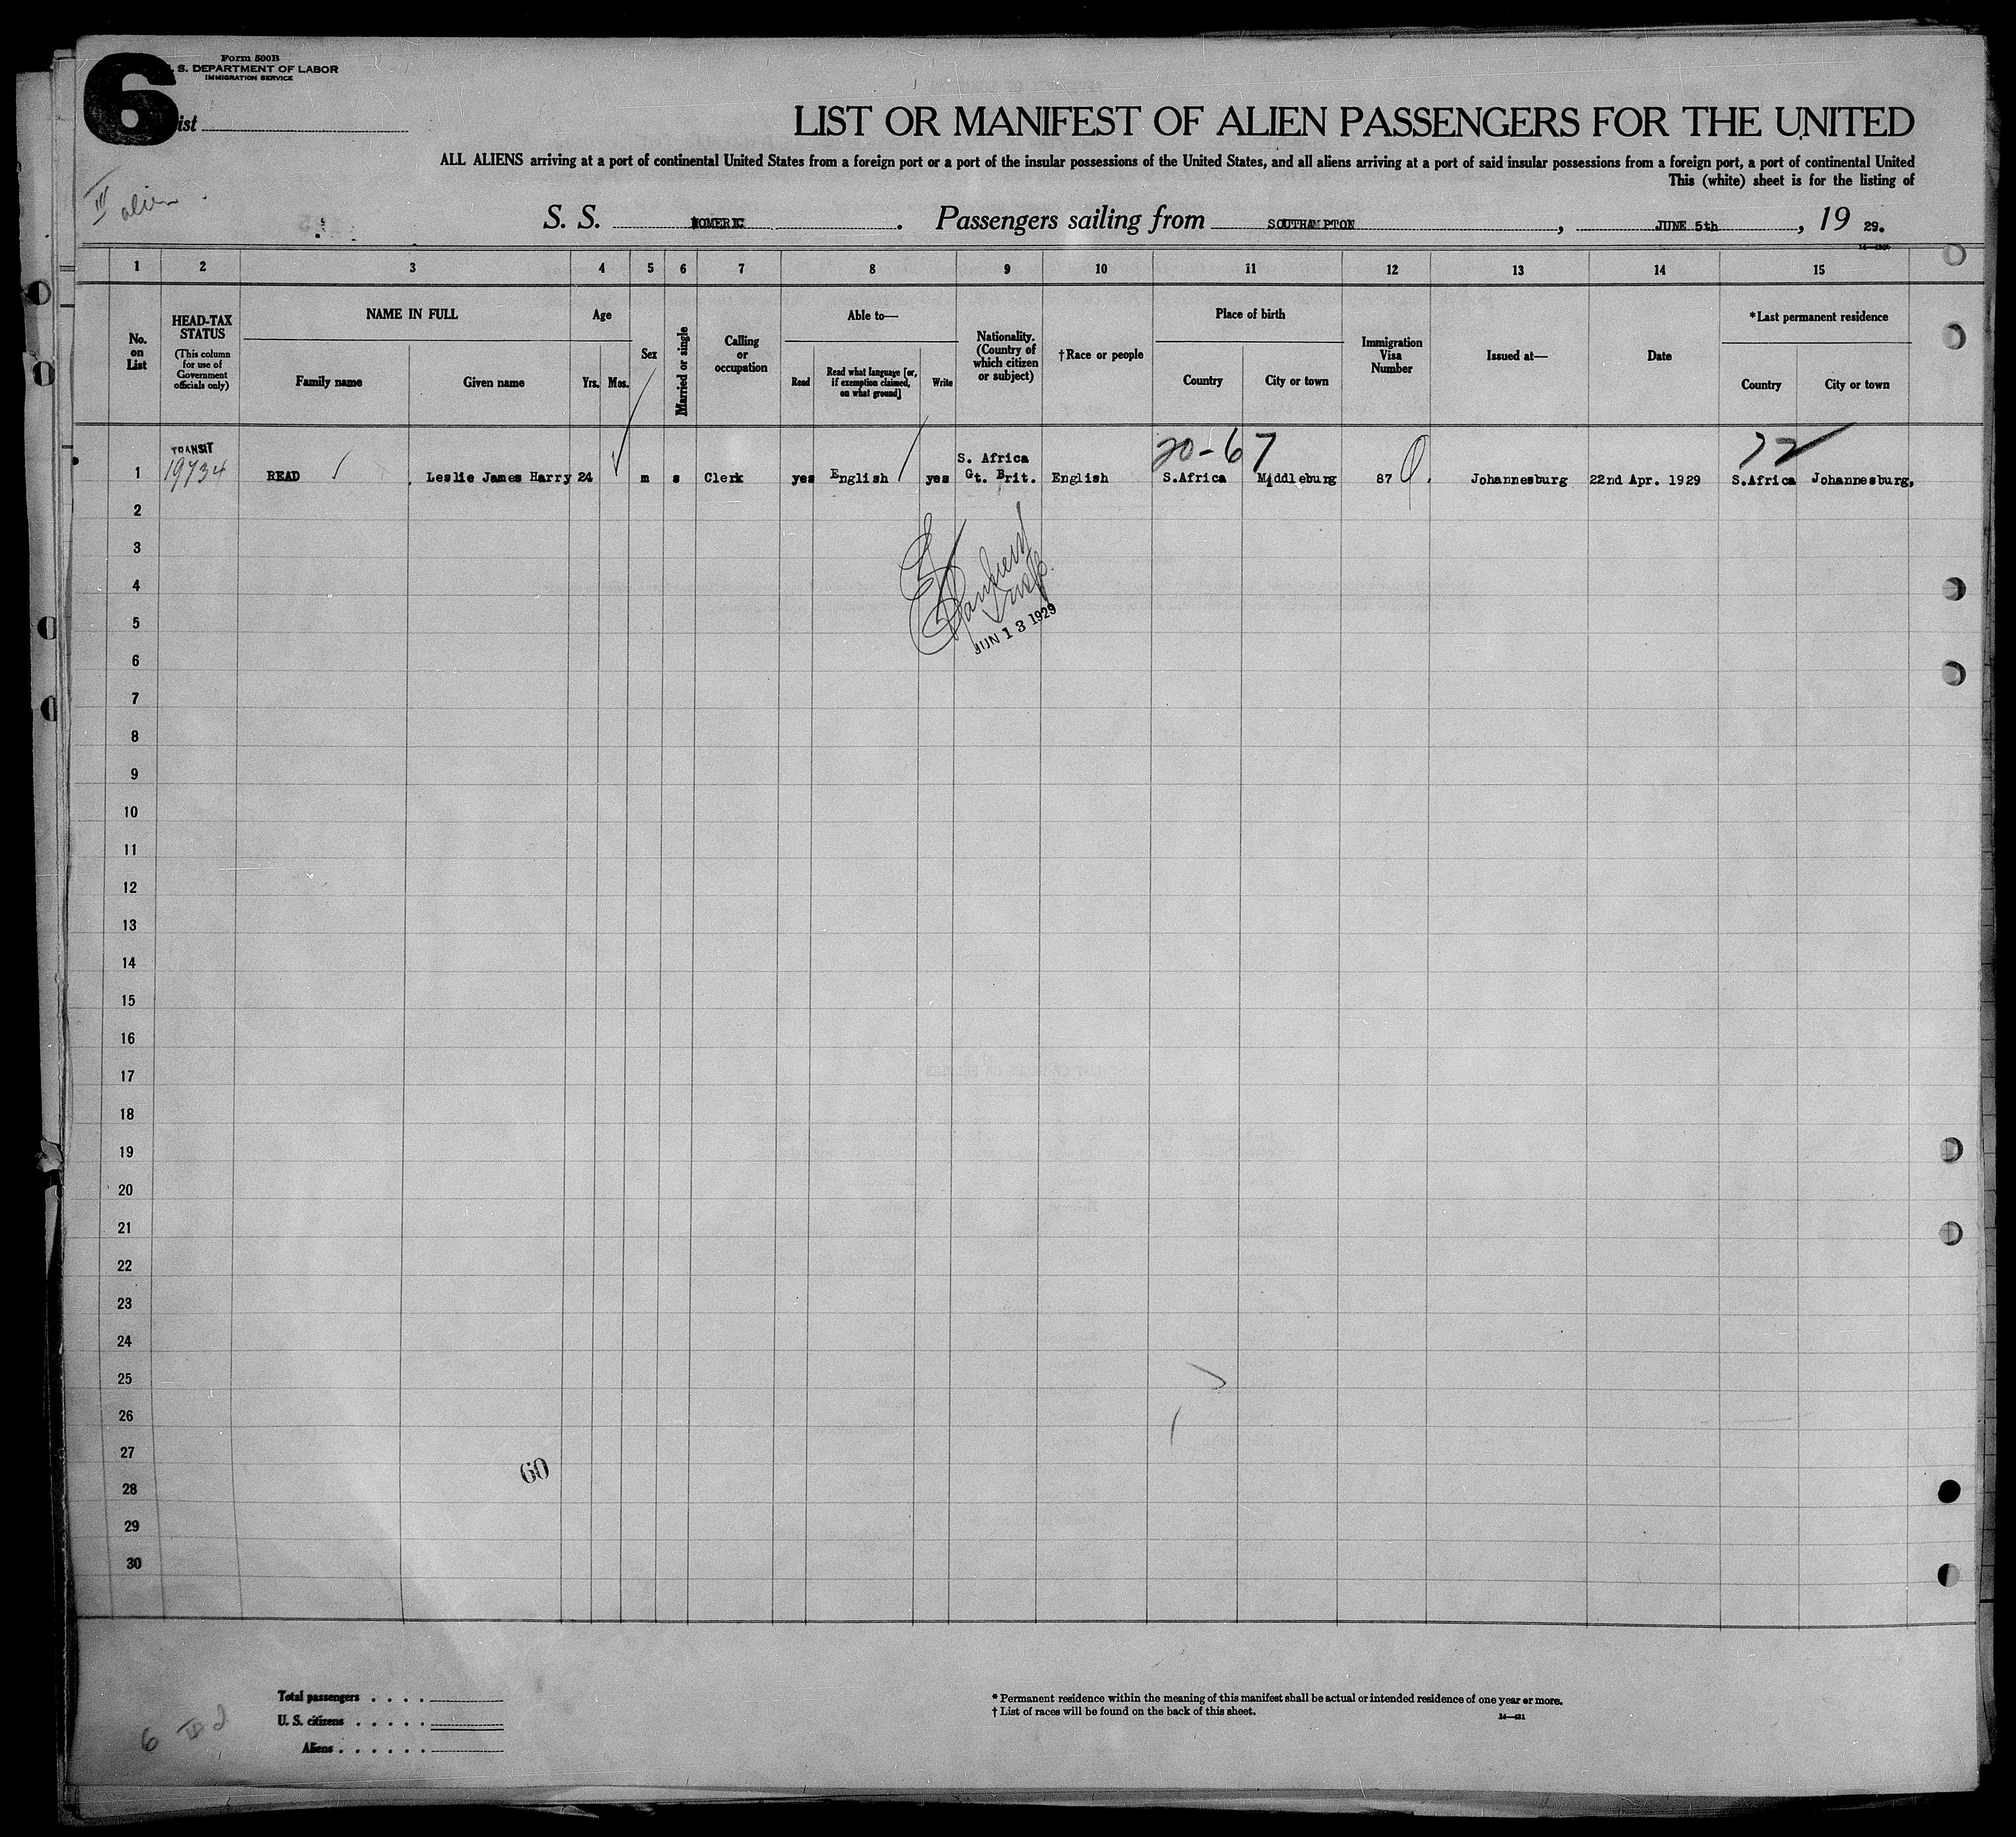 6
Form 500B
S. DEPARTMENT OF LABOR
IMMIGRATION SERVICE
ist
LIST OR MANIFEST OF ALIEN PASSENGERS FOR THE UNITED
ALL ALIENS arriving at a port of continental United States from a foreign port or a port of the insular possessions of the United States, and all aliens arriving at a port of said insular possessions from a foreign port, a port of continental United
This (white) sheet is for the listing of
III alien
S. S. HOMERIC. Passengers sailing from SOUTHAMPTON, JUNE 5th, 19 29.
1 2 3 4 5 6 7 8 9 10 11 12 13 14 15
No. on List
HEAD-TAX STATUS
(This column for use of Government officials only)
NAME IN FULL
Family name
Given name
Age
Yrs. Mos.
Sex
Married or single
Calling or occupation
Able to—
Read
Read what language [or, if exemption claimed, on what ground]
Write
Nationality. (Country of which citizen or subject)
†Race or people
Place of birth
Country
City or town
Immigration Visa Number
Issued at—
Date
*Last permanent residence
Country
City or town
TRANSIT
19734
20-67
72
S. Africa
1 READ Leslie James Harry 24 m s Clerk yes English yes Gt. Brit. English S.Africa Middleburg 87 Johannesburg 22nd Apr. 1929 S.Africa Johannesburg,
2
3
4
5
JUN 13 1929
6
7
8
9
10
11
12
13
14
15
16
17
18
19
20
21
22
23
24
25
26
27
60
28
29
30
Total passengers . . . .
U. S. citizens . . . . .
Aliens . . . . . .
* Permanent residence within the meaning of this manifest shall be actual or intended residence of one year or more.
† List of races will be found on the back of this sheet.
14—421
6